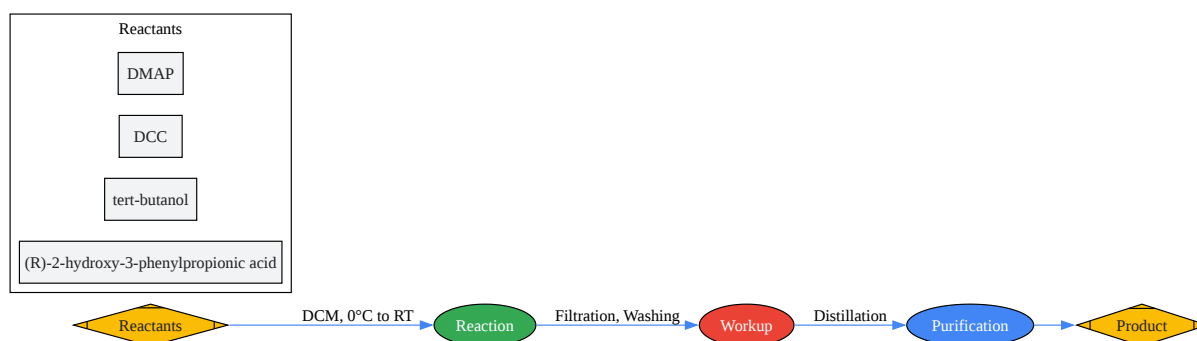 Reactants
DMAP
DCC
tert-butanol
(R)-2-hydroxy-3-phenylpropionic acid
Reactants
DCM, 0°C to RT
Reaction
Filtration, Washing
Workup
Distillation
Purification
Product